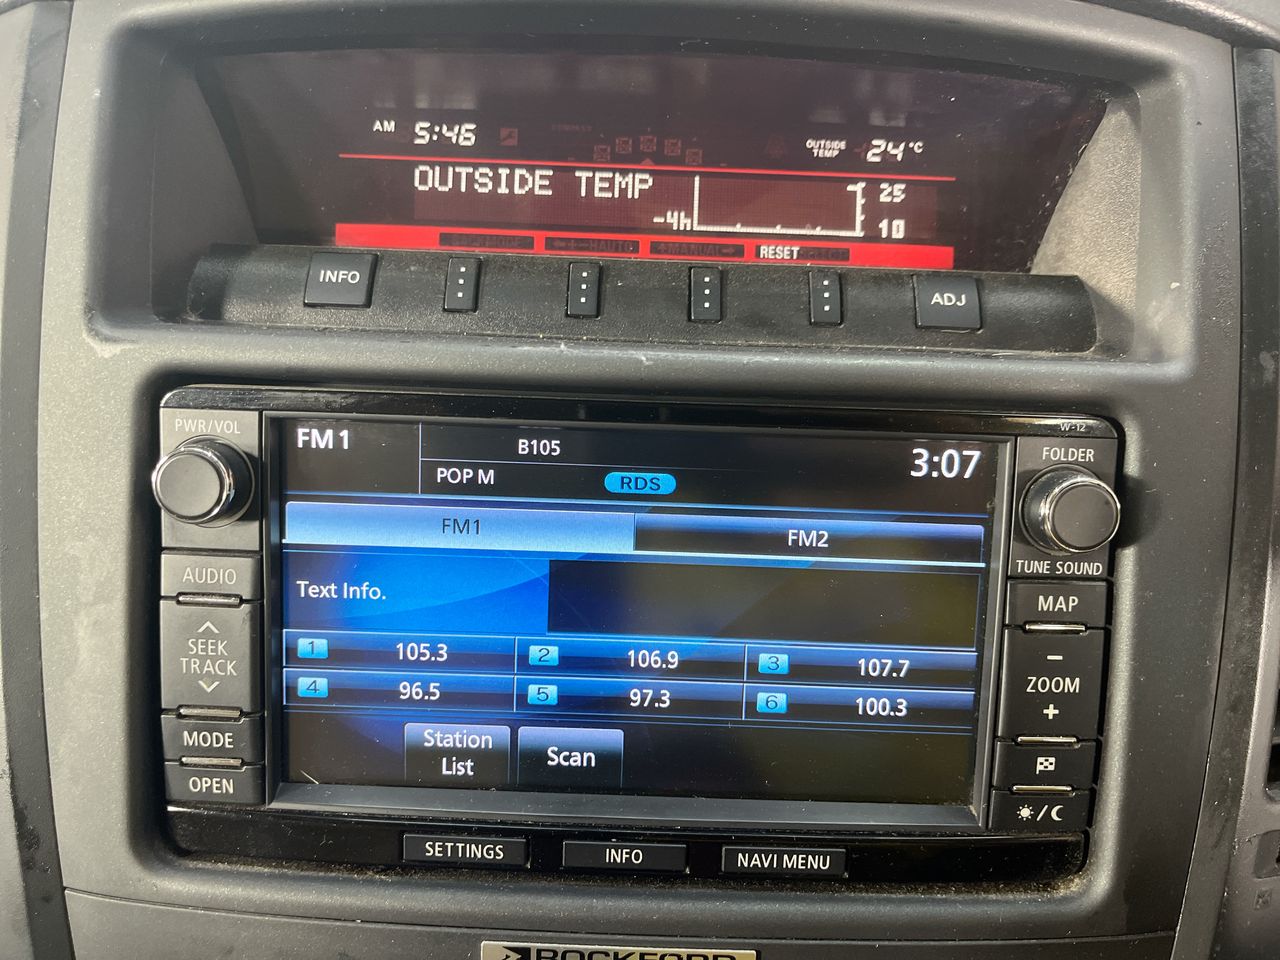 AM 5:46 OUTSIDE TEMP 24°C
OUTSIDE TEMP
-4h
25
10
RESET
INFO
ADJ
PWR/VOL
FM1
B105
POP M
RDS
3:07
W-12
FOLDER
TUNE SOUND
FM1
FM2
AUDIO
SEEK
TRACK
MODE
OPEN
Text Info.
1 105.3
2 106.9
3 107.7
4 96.5
5 97.3
6 100.3
Station
List
Scan
MAP
-
ZOOM
+
SETTINGS
INFO
NAVI MENU
ROCKFORD